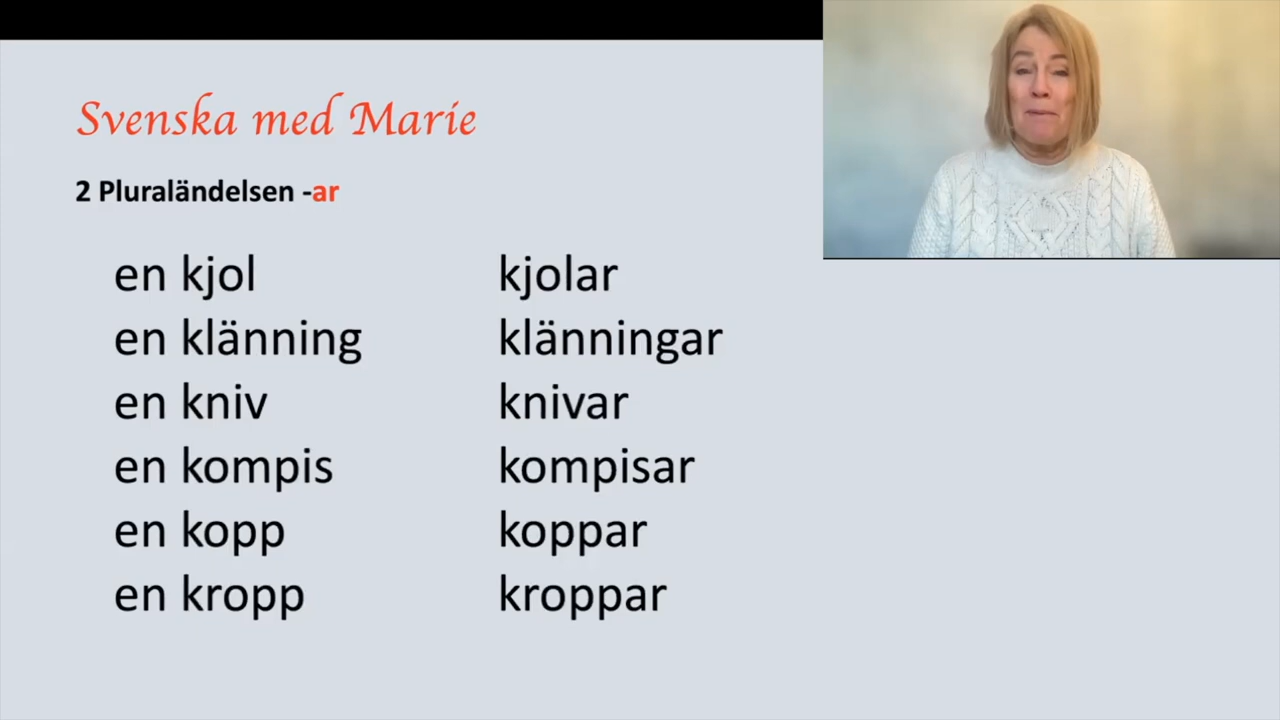 Svenska med Marie
2 Pluraländelsen -ar
en kjol kjolar
en klänning klänningar
en kniv knivar
en kompis kompisar
en kopp koppar
en kropp kroppar